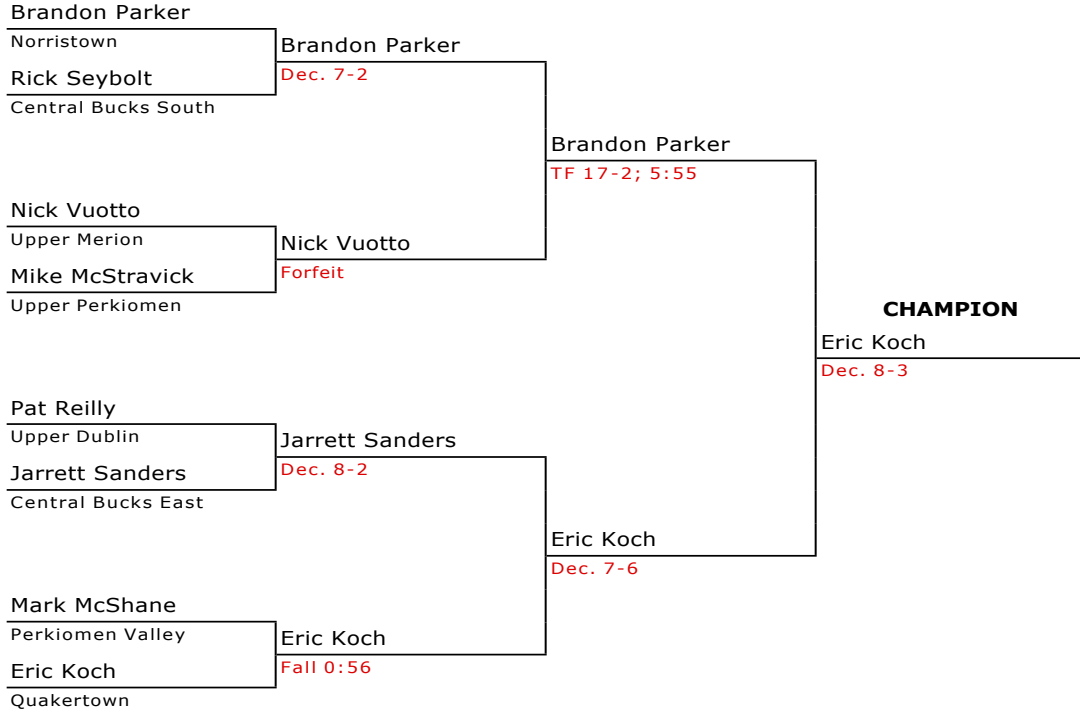 Brandon Parker
Norristown
Brandon Parker
Rick Seybolt
Dec. 7-2
Central Bucks South
Brandon Parker
TF 17-2; 5:55
Nick Vuotto
Upper Merion
Nick Vuotto
Mike McStravick
Forfeit
Upper Perkiomen
CHAMPION
Eric Koch
Dec. 8-3
Pat Reilly
Upper Dublin
Jarrett Sanders
Jarrett Sanders
Dec. 8-2
Central Bucks East
Eric Koch
Dec. 7-6
Mark McShane
Perkiomen Valley
Eric Koch
Eric Koch
Fall 0:56
Quakertown